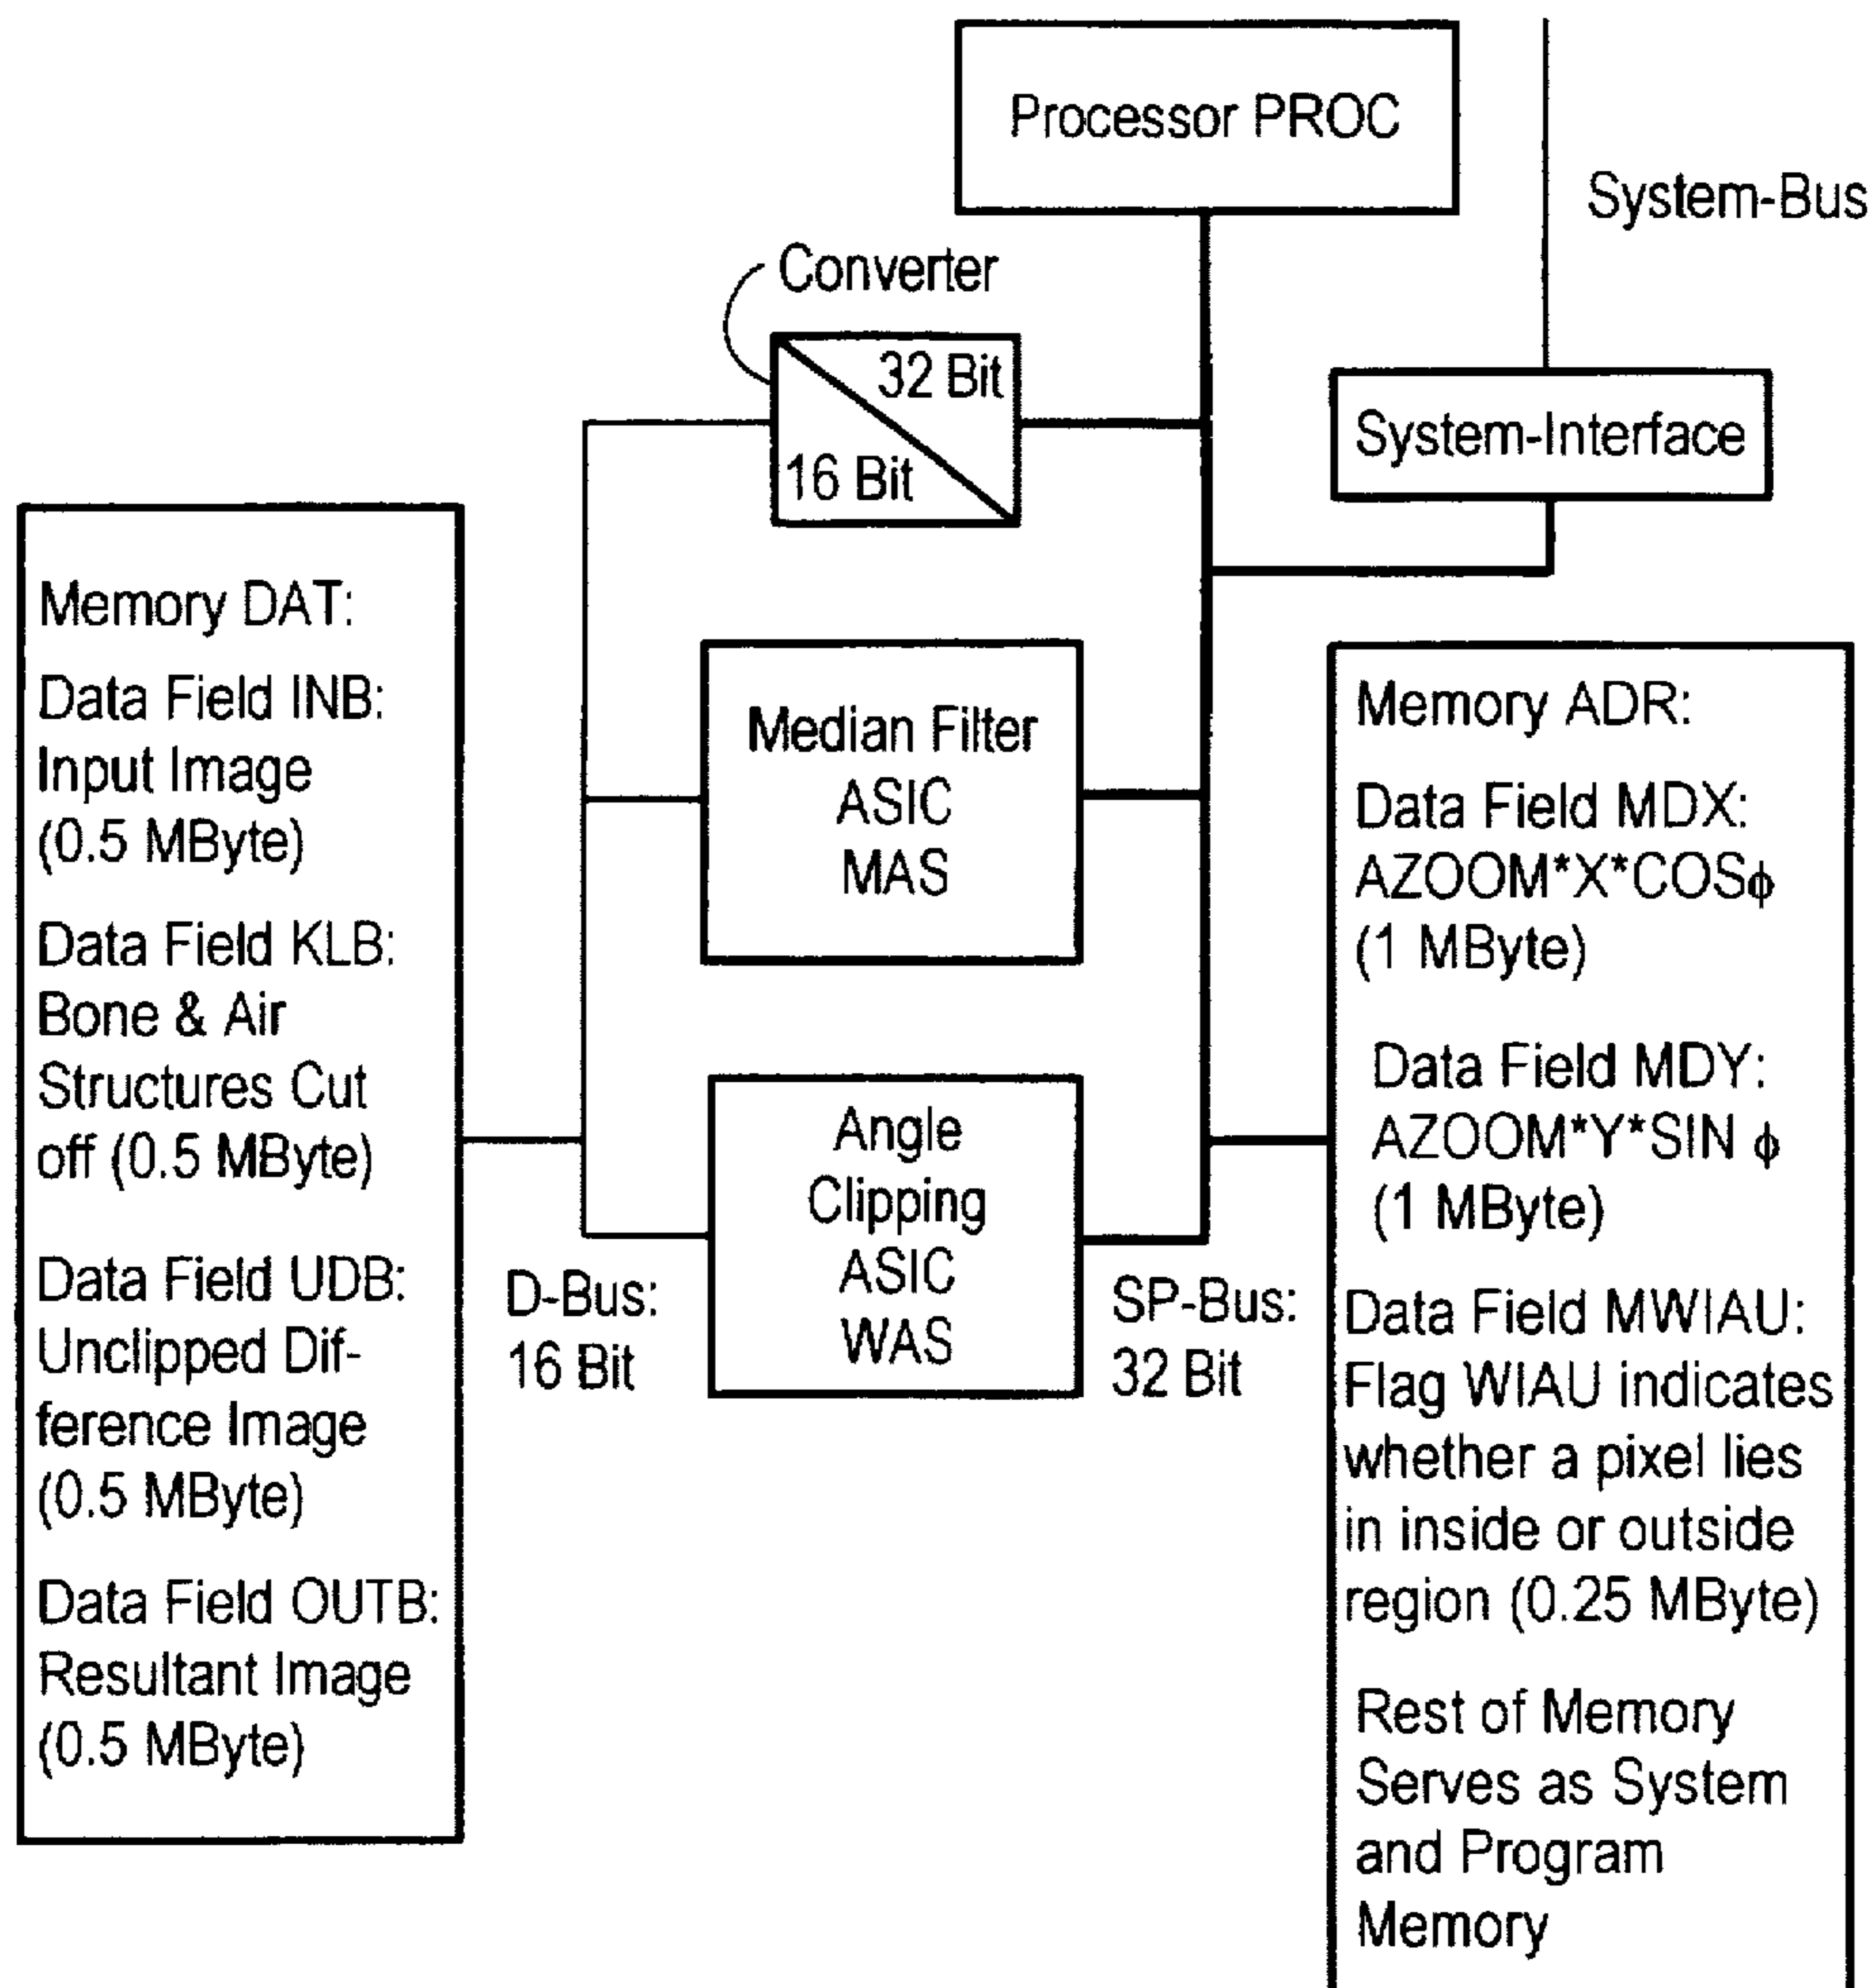 Processor PROC
System-Bus
Converter
32 Bit
16 Bit
System-Interface
Memory DAT:
Data Field INB:
Input Image
(0.5 MByte)
Data Field KLB:
Bone & Air
Structures Cut
off (0.5 MByte)
Data Field UDB:
Unclipped Dif-
ference Image
(0.5 MByte)
Data Field OUTB:
Resultant Image
(0.5 MByte)
D-Bus:
16 Bit
Median Filter
ASIC
MAS
Angle
Clipping
ASIC
WAS
SP-Bus:
32 Bit
Memory ADR:
Data Field MDX:
AZOOM*X*COSϕ
(1 MByte)
Data Field MDY:
AZOOM*Y*SIN ϕ
(1 MByte)
Data Field MWIAU:
Flag WIAU indicates
whether a pixel lies
in inside or outside
region (0.25 MByte)
Rest of Memory
Serves as System
and Program
Memory